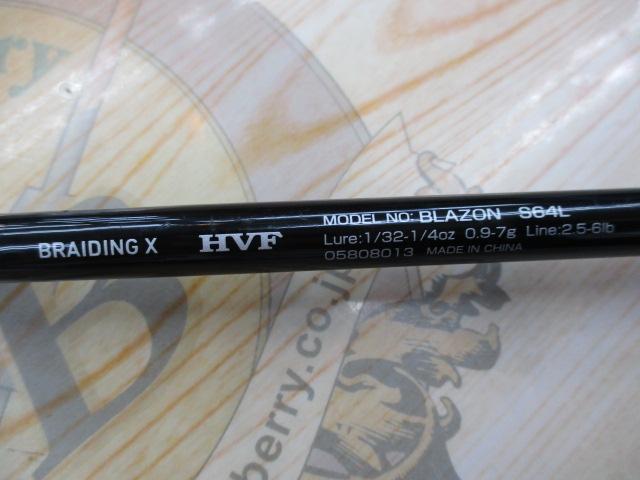 BRAIDING X HVF
MODEL NO: BLAZON S64L
Lure: 1/32-1/4oz 0.9-7g Line: 2.5-6lb
05808013 MADE IN CHINA
berry.co.jp
erry
B